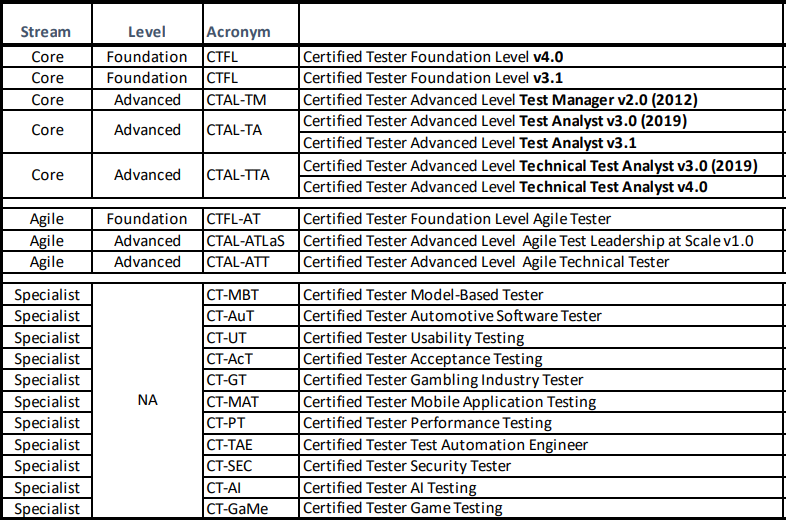 Stream Level Acronym
Core Foundation CTFL Certified Tester Foundation Level v4.0
Core Foundation CTFL Certified Tester Foundation Level v3.1
Core Advanced CTAL-TM Certified Tester Advanced Level Test Manager v2.0 (2012)
Core Advanced CTAL-TA Certified Tester Advanced Level Test Analyst v3.0 (2019)
Certified Tester Advanced Level Test Analyst v3.1
Core Advanced CTAL-TTA Certified Tester Advanced Level Technical Test Analyst v3.0 (2019)
Certified Tester Advanced Level Technical Test Analyst v4.0
Agile Foundation CTFL-AT Certified Tester Foundation Level Agile Tester
Agile Advanced CTAL-ATLaS Certified Tester Advanced Level Agile Test Leadership at Scale v1.0
Agile Advanced CTAL-ATT Certified Tester Advanced Level Agile Technical Tester
Specialist CT-MBT Certified Tester Model-Based Tester
Specialist CT-AuT Certified Tester Automotive Software Tester
Specialist CT-UT Certified Tester Usability Testing
Specialist CT-AcT Certified Tester Acceptance Testing
Specialist CT-GT Certified Tester Gambling Industry Tester
Specialist NA CT-MAT Certified Tester Mobile Application Testing
Specialist CT-PT Certified Tester Performance Testing
Specialist CT-TAE Certified Tester Test Automation Engineer
Specialist CT-SEC Certified Tester Security Tester
Specialist CT-AI Certified Tester AI Testing
Specialist CT-GaMe Certified Tester Game Testing